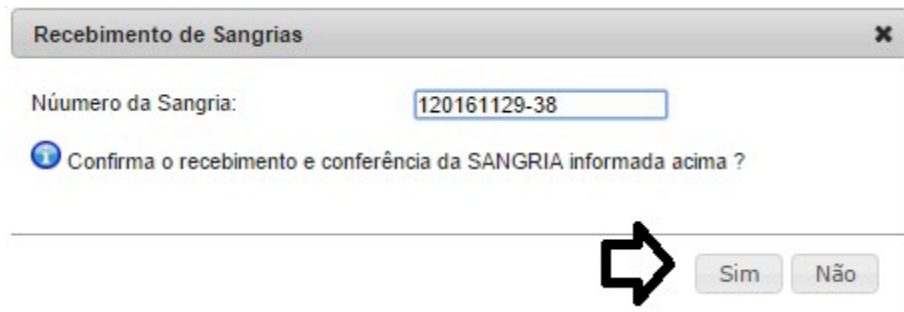 Recebimento de Sangrias
Núumero da Sangria: 120161129-38
Confirma o recebimento e conferência da SANGRIA informada acima ?
Sim Não